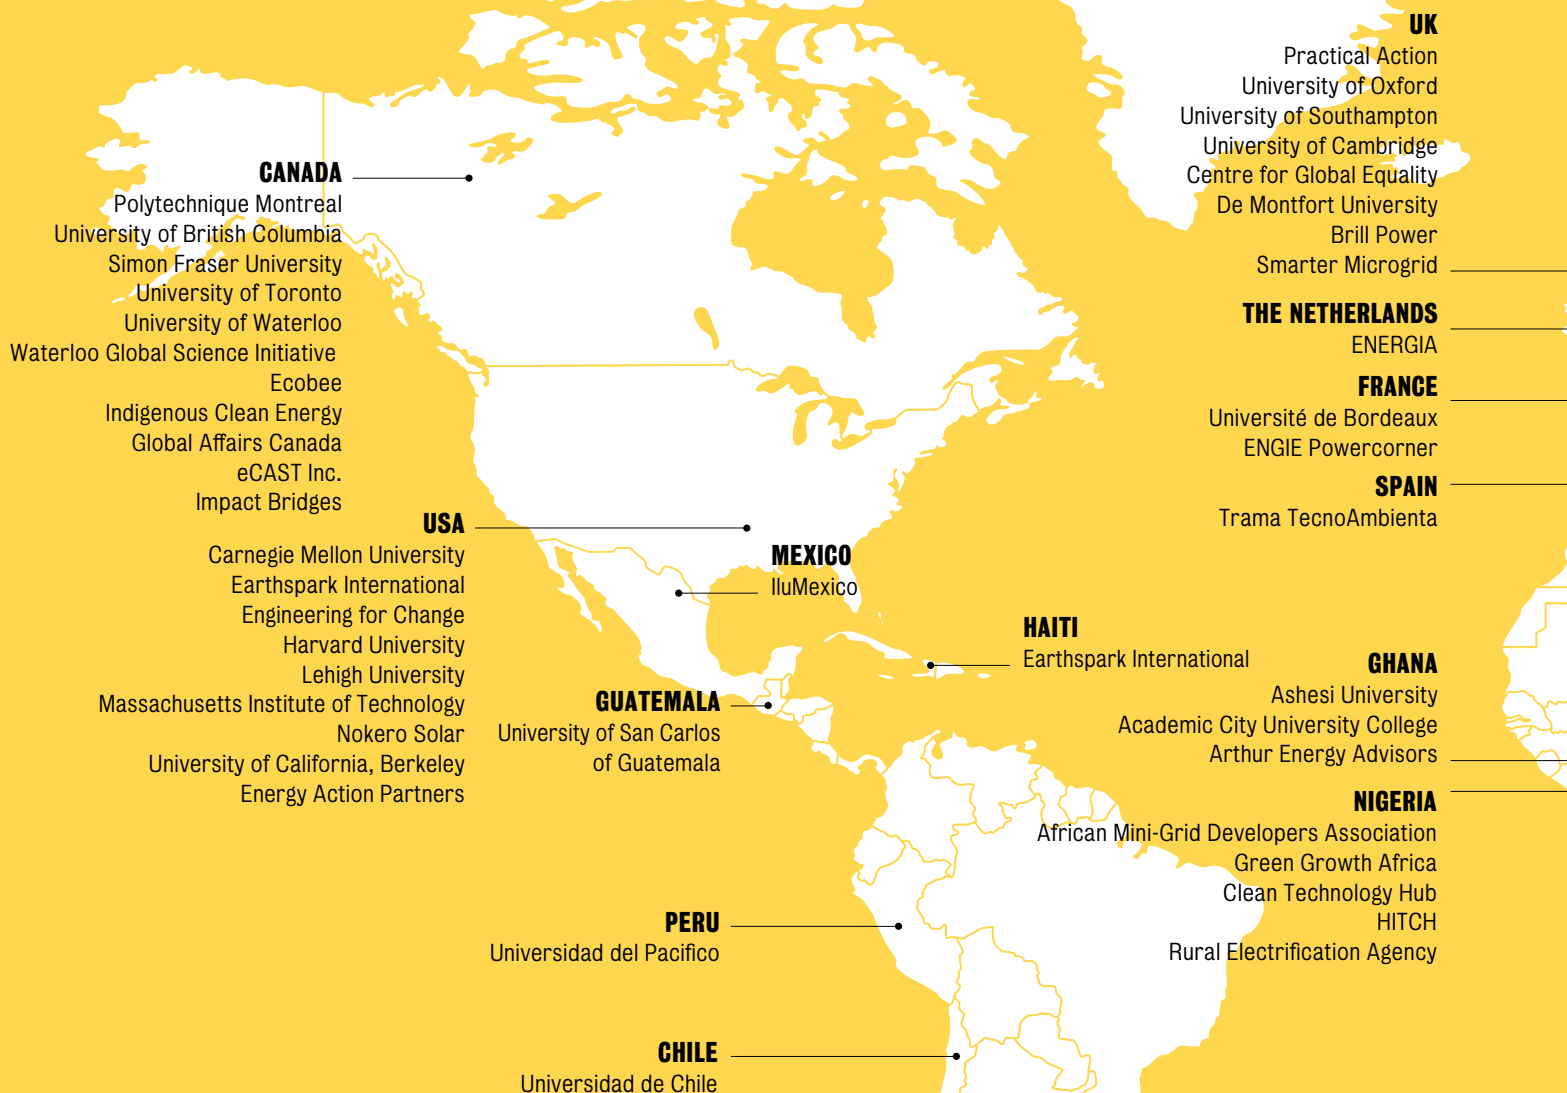 CANADA
Polytechnique Montreal
University of British Columbia
Simon Fraser University
University of Toronto
University of Waterloo
Waterloo Global Science Initiative
Ecobee
Indigenous Clean Energy
Global Affairs Canada
eCAST Inc.
Impact Bridges
USA
Carnegie Mellon University
Earthspark International
Engineering for Change
Harvard University
Lehigh University
Massachusetts Institute of Technology
Nokero Solar
University of California, Berkeley
Energy Action Partners
MEXICO
IluMexico
GUATEMALA
University of San Carlos
of Guatemala
HAITI
Earthspark International
PERU
Universidad del Pacifico
CHILE
Universidad de Chile
UK
Practical Action
University of Oxford
University of Southampton
University of Cambridge
Centre for Global Equality
De Montfort University
Brill Power
Smarter Microgrid
THE NETHERLANDS
ENERGIA
FRANCE
Université de Bordeaux
ENGIE Powercorner
SPAIN
Trama TecnoAmbienta
GHANA
Ashesi University
Academic City University College
Arthur Energy Advisors
NIGERIA
African Mini-Grid Developers Association
Green Growth Africa
Clean Technology Hub
HITCH
Rural Electrification Agency